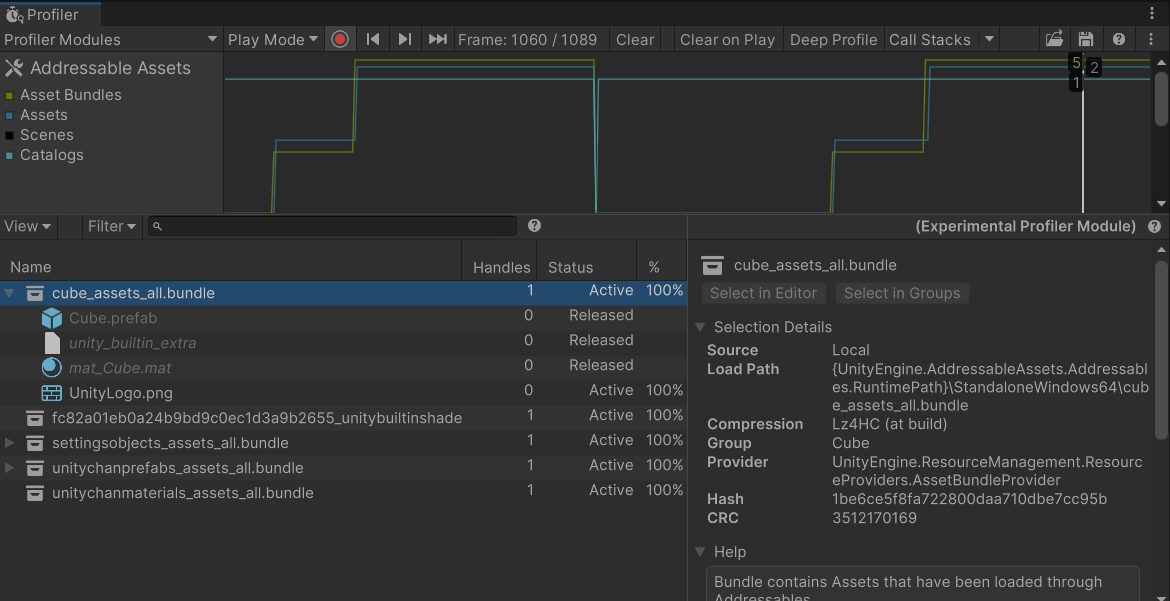 Profiler
Profiler Modules Play Mode Frame: 1060 / 1089 Clear Clear on Play Deep Profile Call Stacks
Addressable Assets
Asset Bundles
Assets
Scenes
Catalogs
5
2
1
View Filter
(Experimental Profiler Module)
Name Handles Status %
cube_assets_all.bundle 1 Active 100%
Cube.prefab 0 Released
unity_builtin_extra 0 Released
mat_Cube.mat 0 Released
UnityLogo.png 0 Active 100%
fc82a01eb0a24b9bd9c0ec1d3a9b2655_unitybuiltinshade 1 Active 100%
settingsobjects_assets_all.bundle 1 Active 100%
unitychanprefabs_assets_all.bundle 1 Active 100%
unitychanmaterials_assets_all.bundle 1 Active 100%
cube_assets_all.bundle
Select in Editor Select in Groups
Selection Details
Source Local
Load Path {UnityEngine.AddressableAssets.Addressabl
es.RuntimePath}\StandaloneWindows64\cub
e_assets_all.bundle
Compression Lz4HC (at build)
Group Cube
Provider UnityEngine.ResourceManagement.Resourc
eProviders.AssetBundleProvider
Hash 1be6ce5f8fa722800daa710dbe7cc95b
CRC 3512170169
Help
Bundle contains Assets that have been loaded through
Addressables